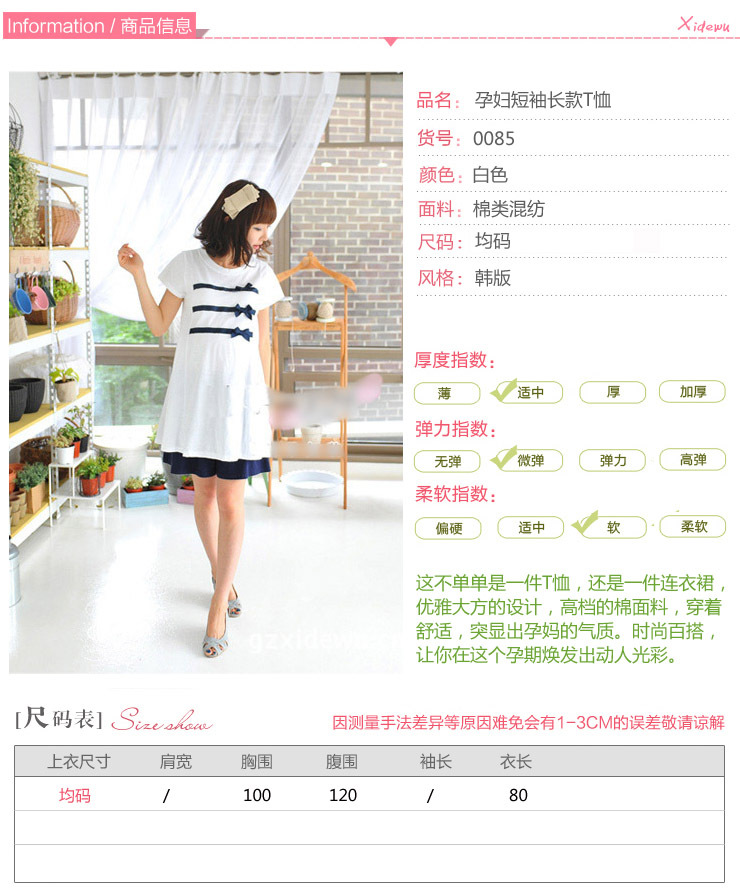 Information / 商品信息
Xidewu
品名：孕妇短袖长款T恤
货号：0085
颜色：白色
面料：棉类混纺
尺码：均码
风格：韩版
厚度指数：
薄 适中 厚 加厚
弹力指数：
无弹 微弹 弹力 高弹
柔软指数：
偏硬 适中 软 柔软
这不单单是一件T恤，还是一件连衣裙，
优雅大方的设计，高档的棉面料，穿着
舒适，突显出孕妈的气质。时尚百搭，
让你在这个孕期焕发出动人光彩。
gzxidewu
[尺码表] Size show
因测量手法差异等原因难免会有1-3CM的误差敬请谅解
上衣尺寸 肩宽 胸围 腹围 袖长 衣长
均码 / 100 120 / 80